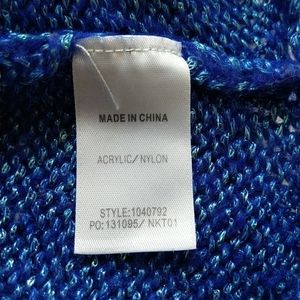 MADE IN CHINA
ACRYLIC/NYLON
STYLE:1040792
PO:131095/NKT01